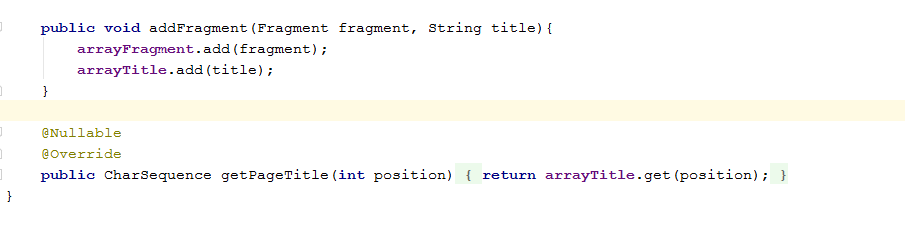 public void addFragment(Fragment fragment, String title){
arrayFragment.add(fragment);
arrayTitle.add(title);
}
@Nullable
@Override
public CharSequence getPageTitle(int position) { return arrayTitle.get(position); }
}